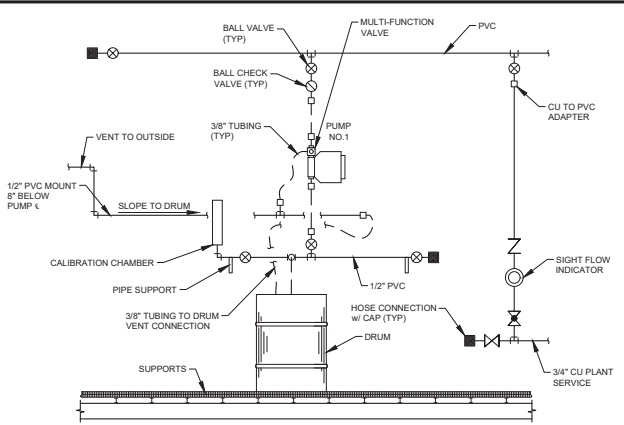 BALL VALVE
(TYP)
MULTI-FUNCTION
VALVE
PVC
BALL CHECK
VALVE (TYP)
CU TO PVC
ADAPTER
3/8" TUBING
(TYP)
PUMP
NO.1
VENT TO OUTSIDE
1/2" PVC MOUNT
8" BELOW
PUMP ℄
SLOPE TO DRUM
CALIBRATION CHAMBER
SIGHT FLOW
INDICATOR
PIPE SUPPORT
1/2" PVC
3/8" TUBING TO DRUM
VENT CONNECTION
HOSE CONNECTION
w/ CAP (TYP)
DRUM
SUPPORTS
3/4" CU PLANT
SERVICE